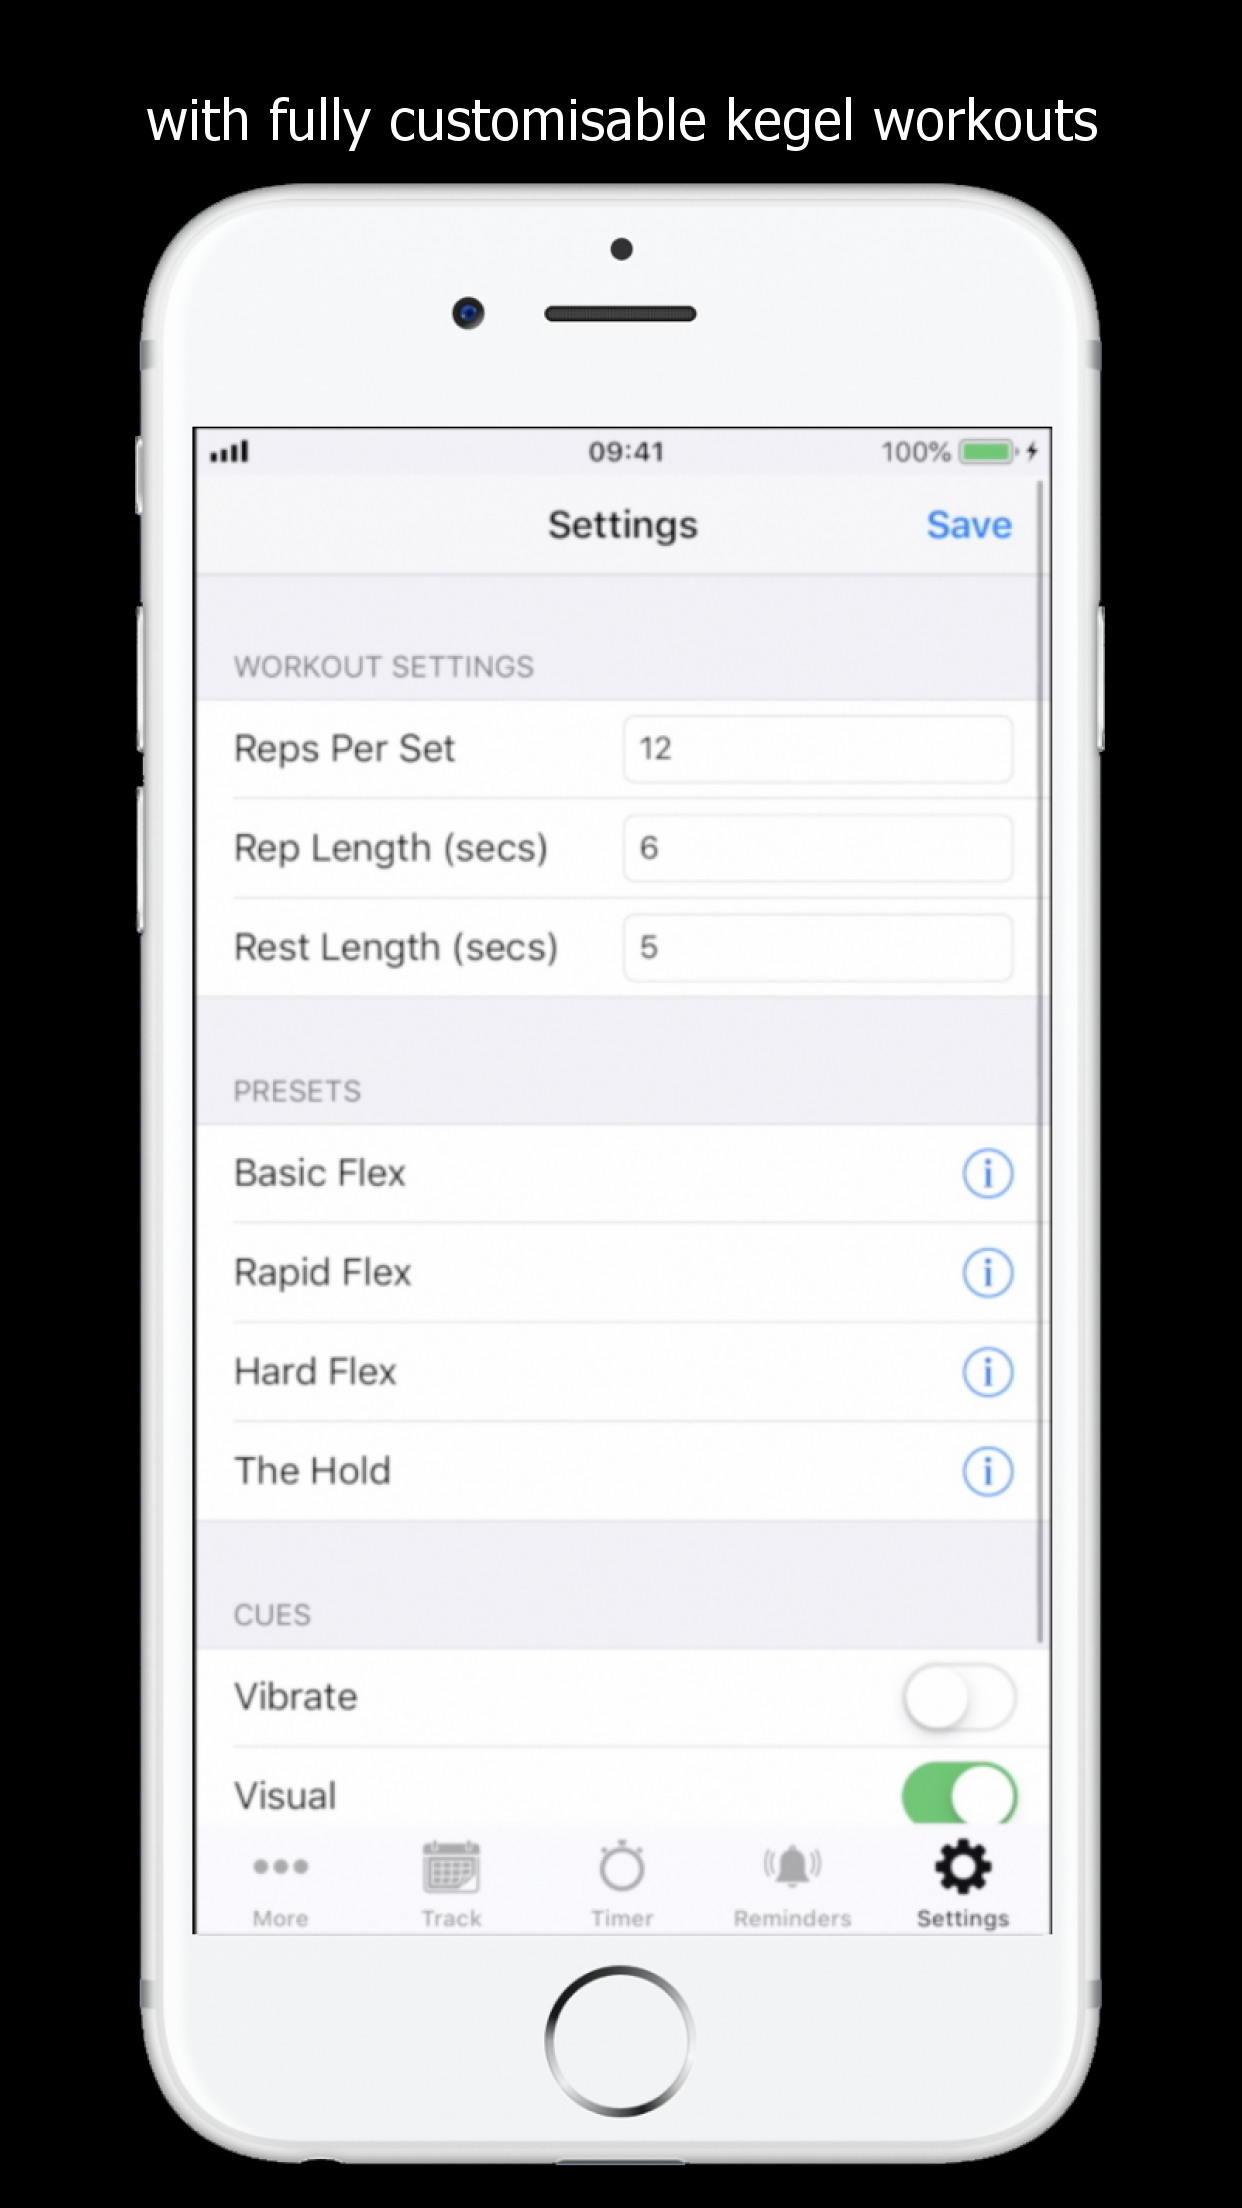 with fully customisable kegel workouts
09:41 100%
Settings Save
WORKOUT SETTINGS
Reps Per Set 12
Rep Length (secs) 6
Rest Length (secs) 5
PRESETS
Basic Flex
Rapid Flex
Hard Flex
The Hold
CUES
Vibrate
Visual
More Track Timer Reminders Settings